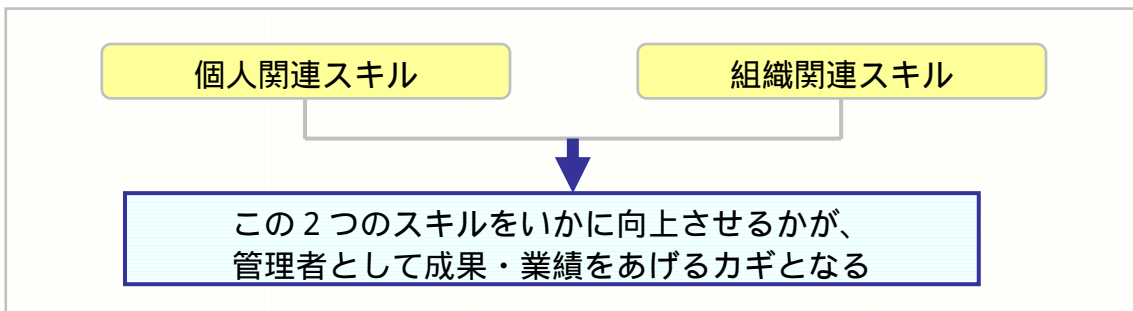 個人関連スキル
組織関連スキル
この２つのスキルをいかに向上させるかが、
管理者として成果・業績をあげるカギとなる